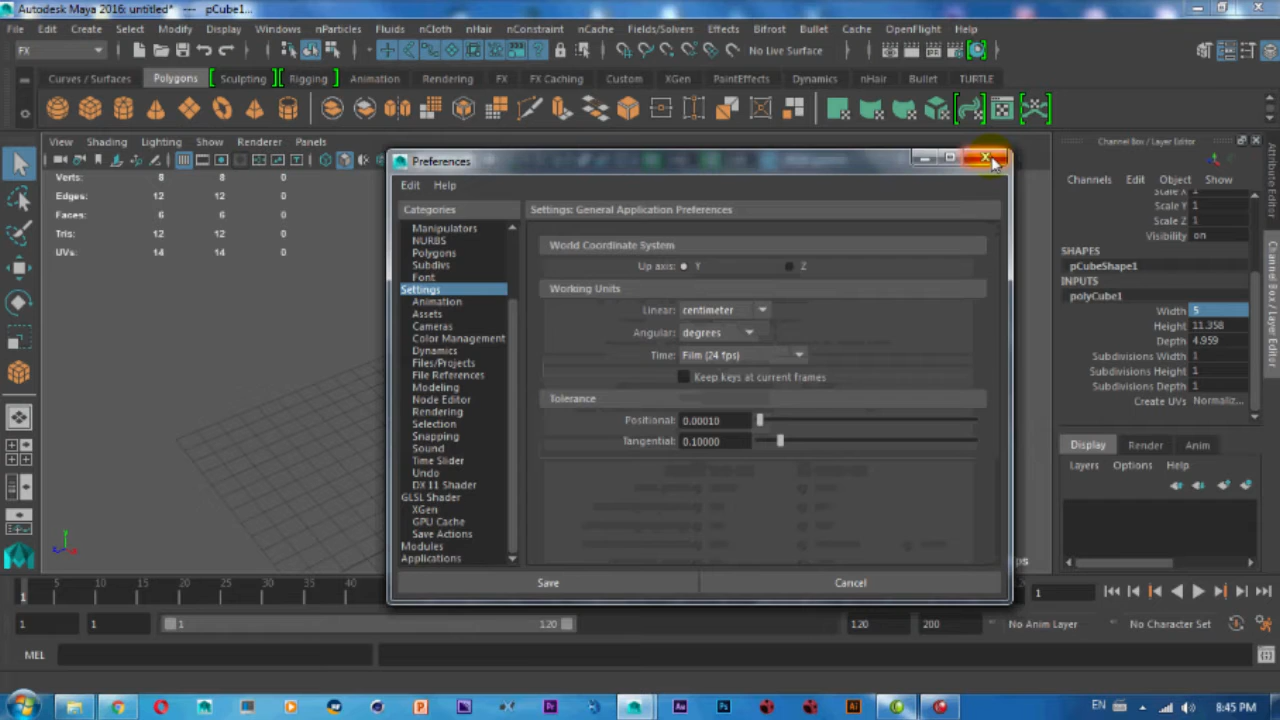 Autodesk Maya 2016: untitled* pCube1...
File Edit Create Select Modify Display Windows nParticles Fluids nCloth nHair nConstraint nCache Fields/Solvers Effects Bifrost Bullet Cache OpenFlight Help
FX No Live Surface
Curves / Surfaces Polygons Sculpting Rigging Animation Rendering FX FX Caching Custom XGen PaintEffects Dynamics nHair Bullet TURTLE
View Shading Lighting Show Renderer Panels
Verts: 8 8 0
Edges: 12 12 0
Faces: 6 6 0
Tris: 12 12 0
UVs: 14 14 0
Preferences
Edit Help
Categories
Manipulators
NURBS
Polygons
Subdivs
Font
Settings
Animation
Assets
Cameras
Color Management
Dynamics
Files/Projects
File References
Modeling
Node Editor
Rendering
Selection
Snapping
Sound
Time Slider
Undo
DX 11 Shader
GLSL Shader
XGen
GPU Cache
Save Actions
Modules
Applications
Settings: General Application Preferences
World Coordinate System
Up axis: Y Z
Working Units
Linear: centimeter
Angular: degrees
Time: Film (24 fps)
Keep keys at current frames
Tolerance
Positional: 0.00010
Tangential: 0.10000
Save Cancel
Channel Box / Layer Editor
Channels Edit Object Show
Scale X 1
Scale Y 1
Scale Z 1
Visibility on
SHAPES
pCubeShape1
INPUTS
polyCube1
Width 5
Height 11.358
Depth 4.959
Subdivisions Width 1
Subdivisions Height 1
Subdivisions Depth 1
Create UVs Normaliz...
Display Render Anim
Layers Options Help
Attribute Editor
Channel Box / Layer Editor
1 5 10 15 20 25 30 35 40
1
1 1 1 120 120 200 No Anim Layer No Character Set
MEL
EN 8:45 PM